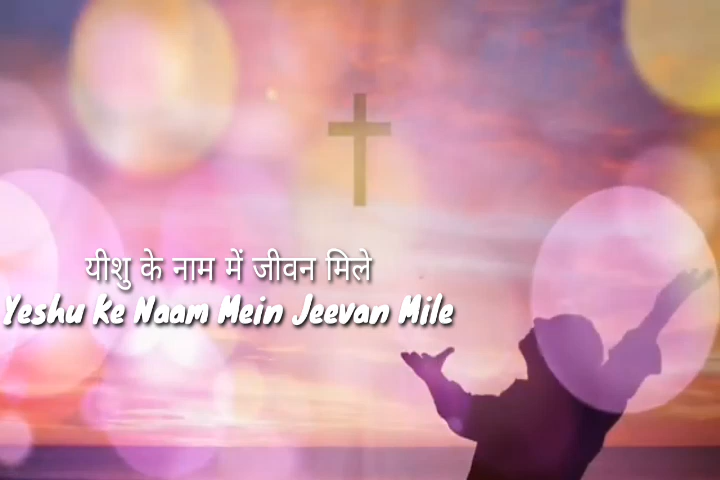 यीशु के नाम में जीवन मिले
Yeshu Ke Naam Mein Jeevan Mile